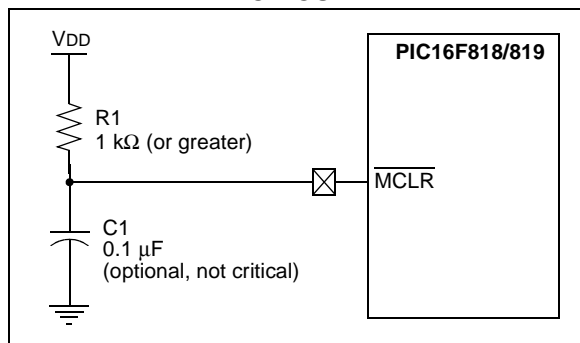 VDD
PIC16F818/819
R1
1 kΩ (or greater)
MCLR
C1
0.1 μF
(optional, not critical)